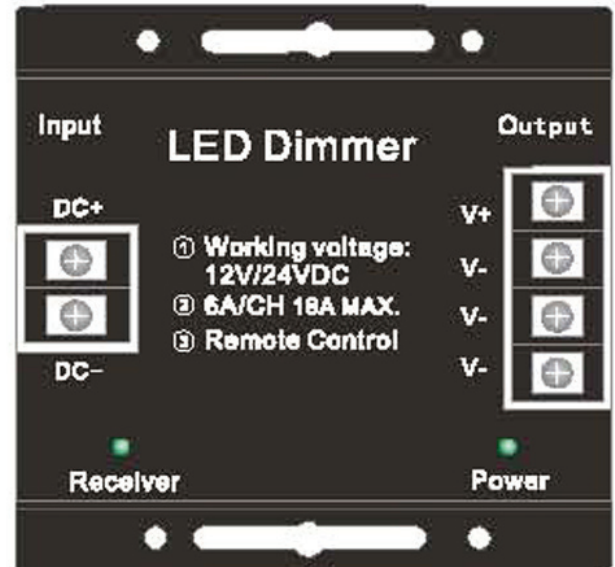 Input
Output
LED Dimmer
DC+
V+
① Working voltage:
12V/24VDC
V-
② 6A/CH 18A MAX.
V-
③ Remote Control
DC-
V-
Receiver
Power